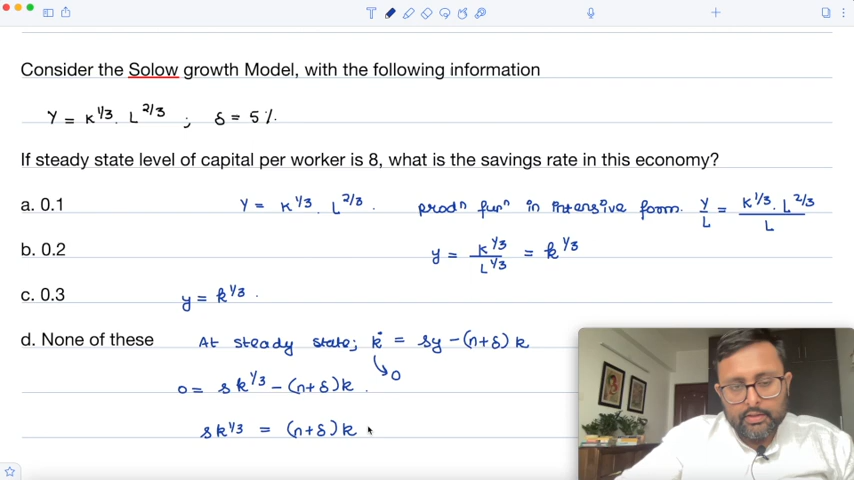 Consider the Solow growth Model, with the following information
Y = K^1/3 . L^2/3 ; δ = 5 %.
If steady state level of capital per worker is 8, what is the savings rate in this economy?
a. 0.1
Y = K^1/3 . L^2/3 .
prodⁿ funⁿ in intensive form. Y/L = K^1/3 . L^2/3 / L
b. 0.2
y = K^1/3 / L^1/3 = k^1/3
c. 0.3
y = k^1/3 .
d. None of these
At steady state; k̇ = sy – (n+δ) k
↳ 0
0 = s k^1/3 – (n+δ) k .
s k^1/3 = (n+δ) k